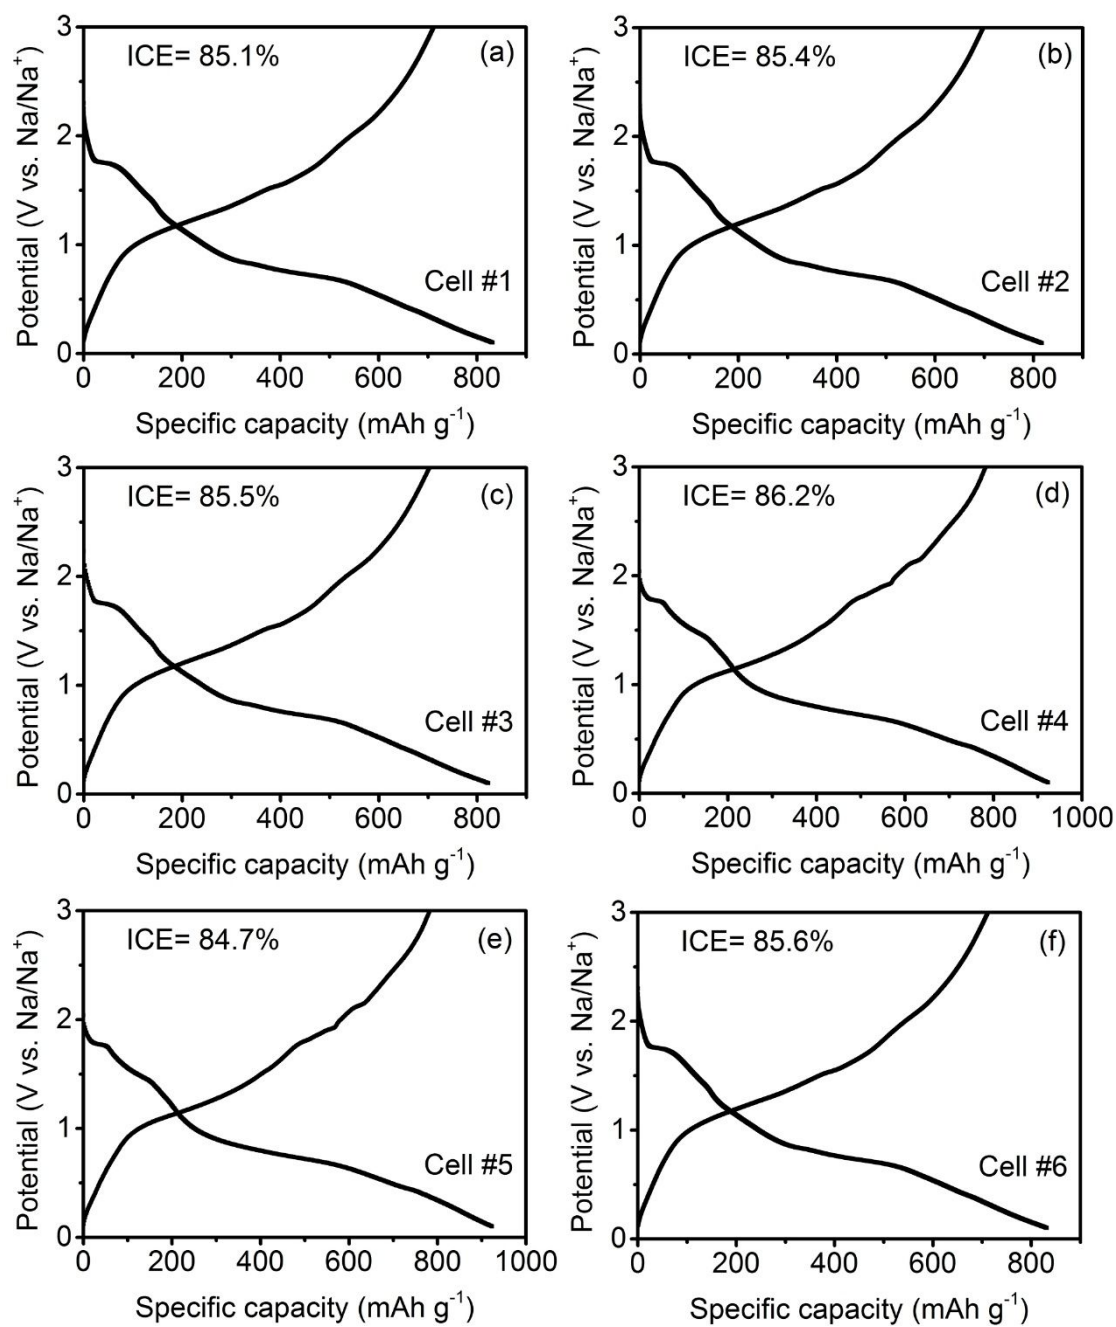 ICE= 85.1%
(a)
Cell #1
Potential (V vs. Na/Na⁺)
3
2
1
0
0 200 400 600 800
Specific capacity (mAh g⁻¹)
ICE= 85.4%
(b)
Cell #2
Potential (V vs. Na/Na⁺)
3
2
1
0
0 200 400 600 800
Specific capacity (mAh g⁻¹)
ICE= 85.5%
(c)
Cell #3
Potential (V vs. Na/Na⁺)
3
2
1
0
0 200 400 600 800
Specific capacity (mAh g⁻¹)
ICE= 86.2%
(d)
Cell #4
Potential (V vs. Na/Na⁺)
3
2
1
0
0 200 400 600 800 1000
Specific capacity (mAh g⁻¹)
ICE= 84.7%
(e)
Cell #5
Potential (V vs. Na/Na⁺)
3
2
1
0
0 200 400 600 800 1000
Specific capacity (mAh g⁻¹)
ICE= 85.6%
(f)
Cell #6
Potential (V vs. Na/Na⁺)
3
2
1
0
0 200 400 600 800
Specific capacity (mAh g⁻¹)